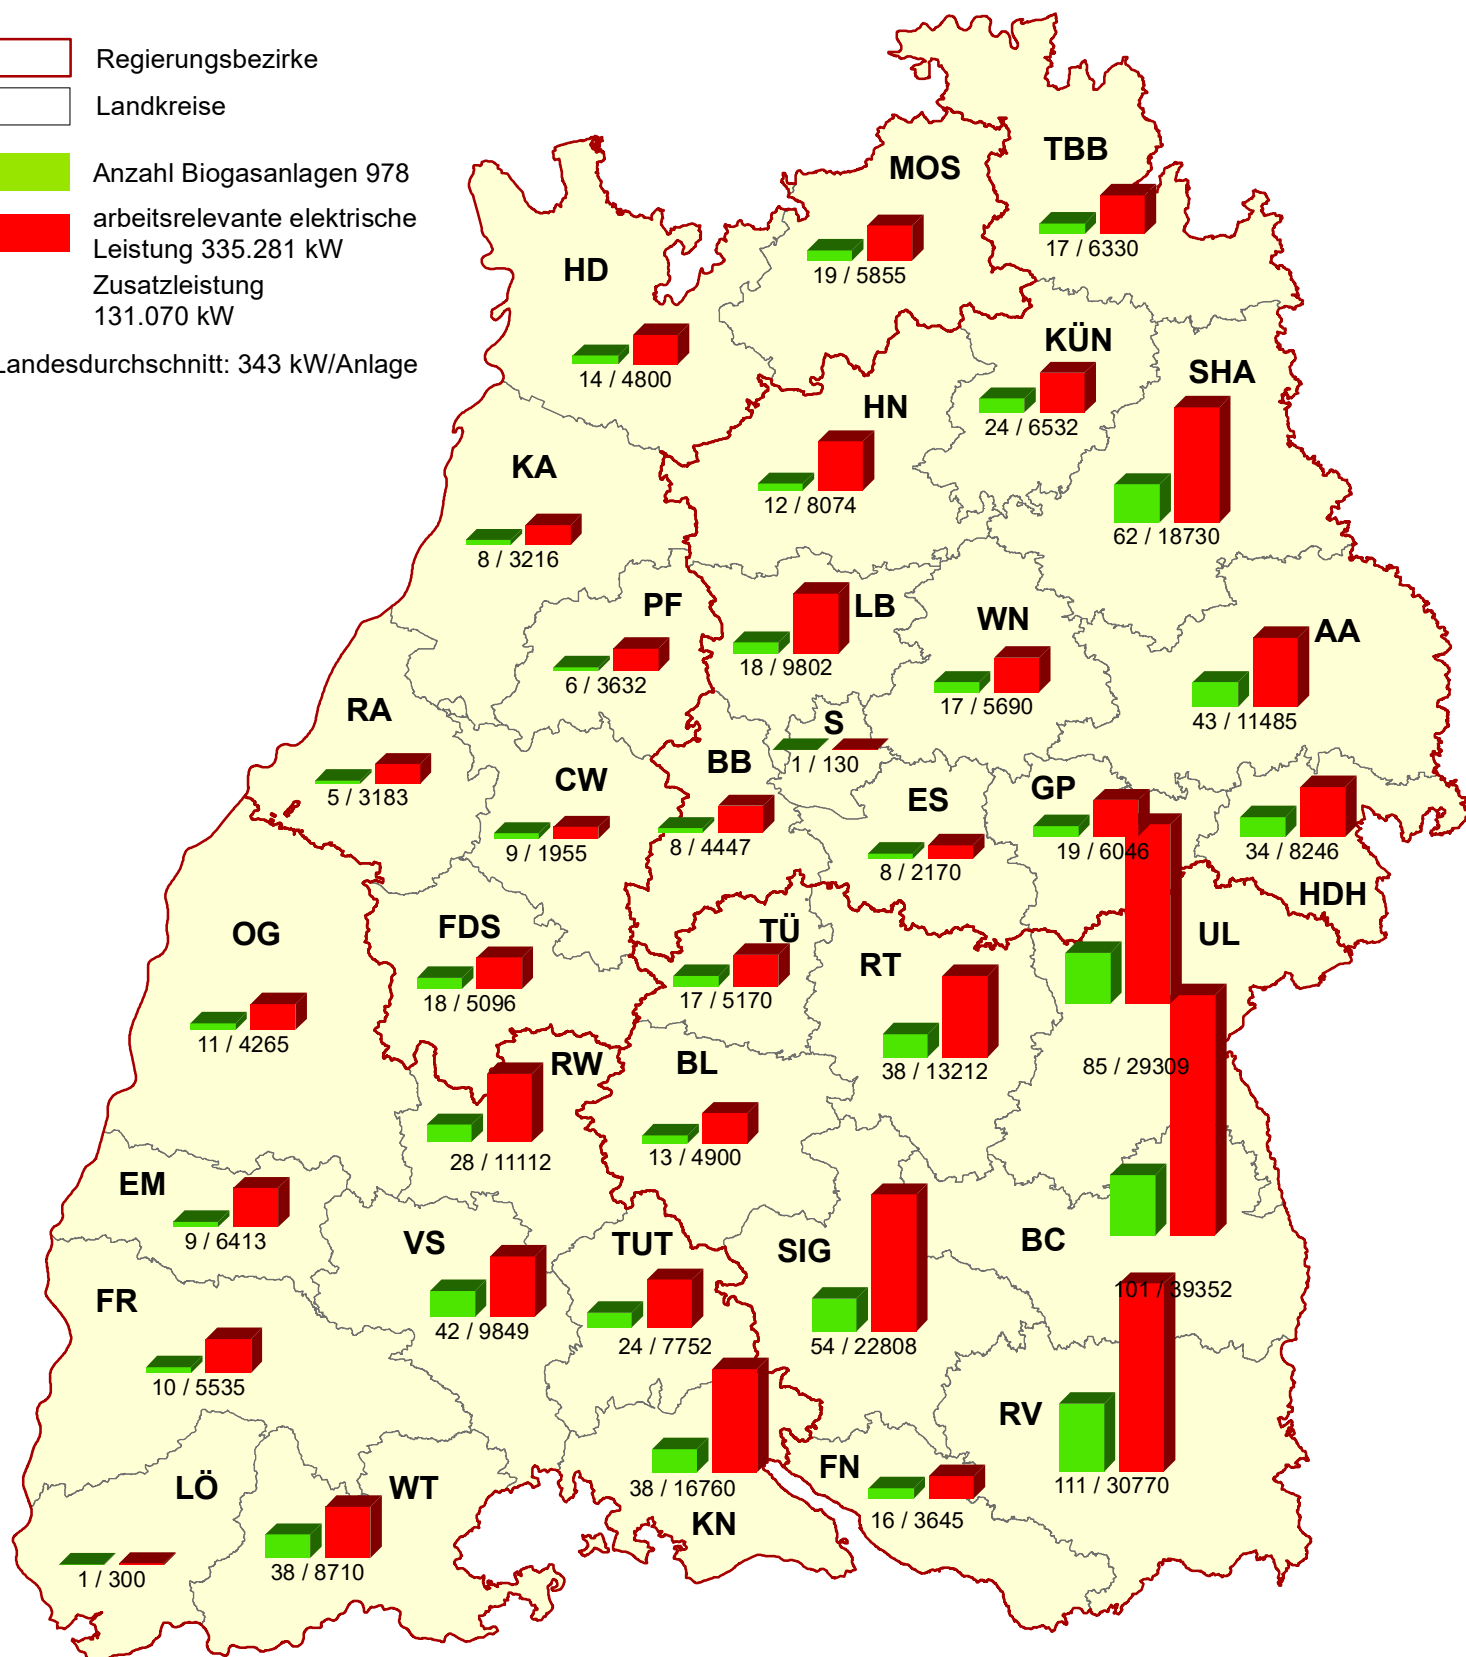 Regierungsbezirke
Landkreise
Anzahl Biogasanlagen 978
arbeitsrelevante elektrische
Leistung 335.281 kW
Zusatzleistung
131.070 kW
Landesdurchschnitt: 343 kW/Anlage
TBB
17 / 6330
MOS
19 / 5855
HD
14 / 4800
KÜN
24 / 6532
SHA
62 / 18730
HN
12 / 8074
KA
8 / 3216
PF
6 / 3632
LB
18 / 9802
WN
17 / 5690
AA
43 / 11485
RA
5 / 3183
S
1 / 130
CW
9 / 1955
BB
8 / 4447
ES
8 / 2170
GP
19 / 6046
34 / 8246
HDH
OG
11 / 4265
FDS
18 / 5096
TÜ
17 / 5170
RT
38 / 13212
UL
85 / 29309
RW
28 / 11112
BL
13 / 4900
EM
9 / 6413
VS
42 / 9849
TUT
24 / 7752
SIG
54 / 22808
BC
101 / 39352
FR
10 / 5535
RV
111 / 30770
LÖ
1 / 300
WT
38 / 8710
38 / 16760
KN
FN
16 / 3645